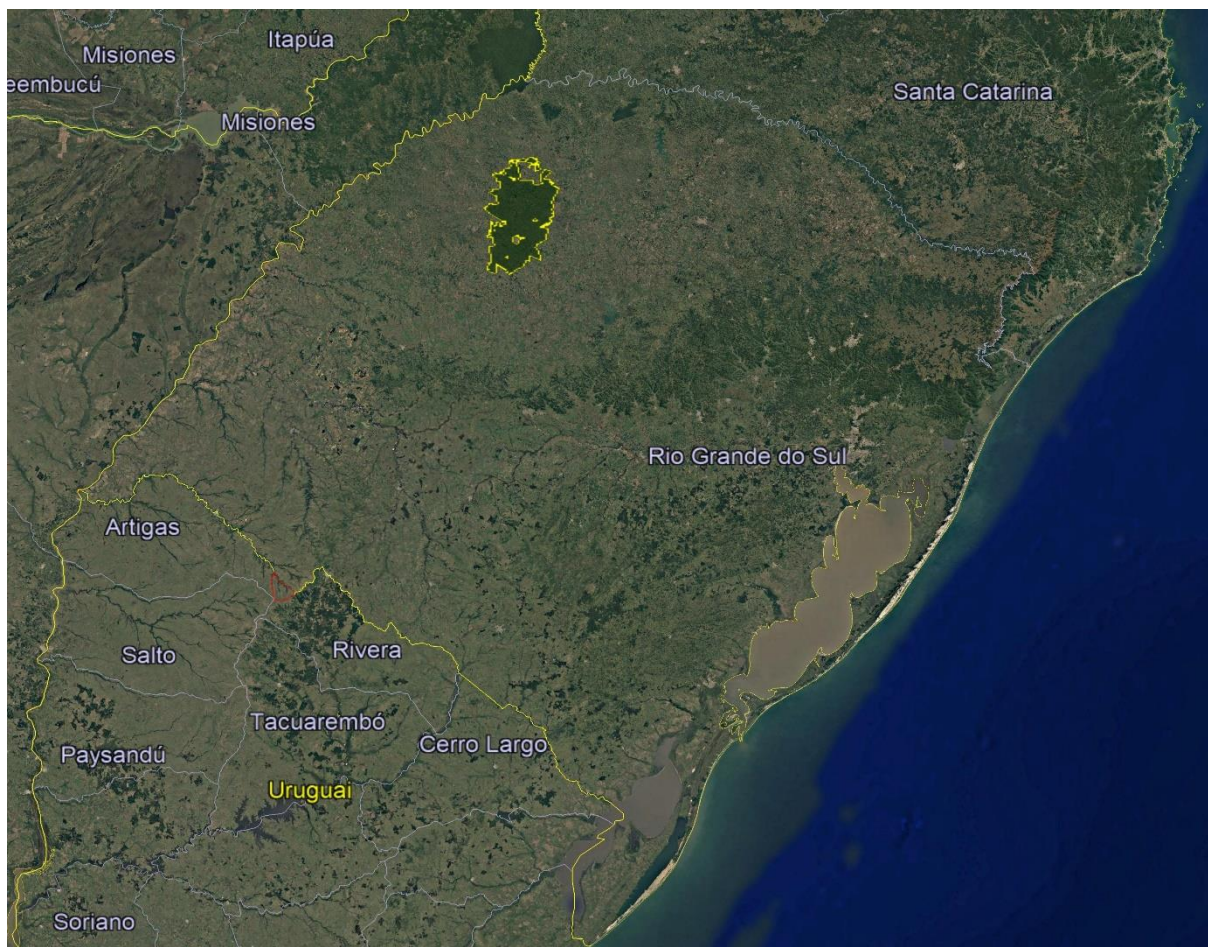 Itapúa
Misiones
eembucú
Santa Catarina
Misiones
Rio Grande do Sul
Artigas
Rivera
Salto
Tacuarembó
Cerro Largo
Paysandú
Uruguai
Soriano